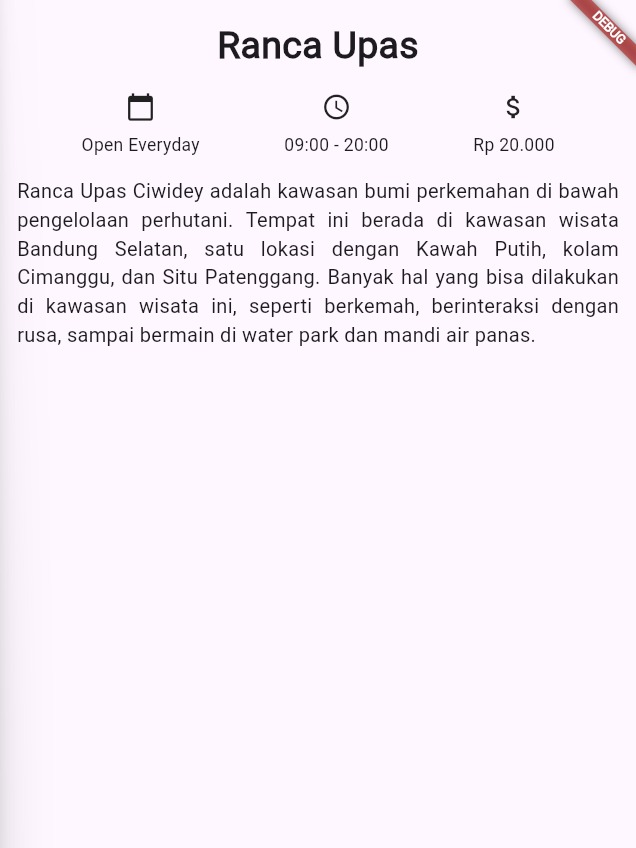 DEBUG
Ranca Upas
Open Everyday
09:00 - 20:00
Rp 20.000
Ranca Upas Ciwidey adalah kawasan bumi perkemahan di bawah
pengelolaan perhutani. Tempat ini berada di kawasan wisata
Bandung Selatan, satu lokasi dengan Kawah Putih, kolam
Cimanggu, dan Situ Patenggang. Banyak hal yang bisa dilakukan
di kawasan wisata ini, seperti berkemah, berinteraksi dengan
rusa, sampai bermain di water park dan mandi air panas.